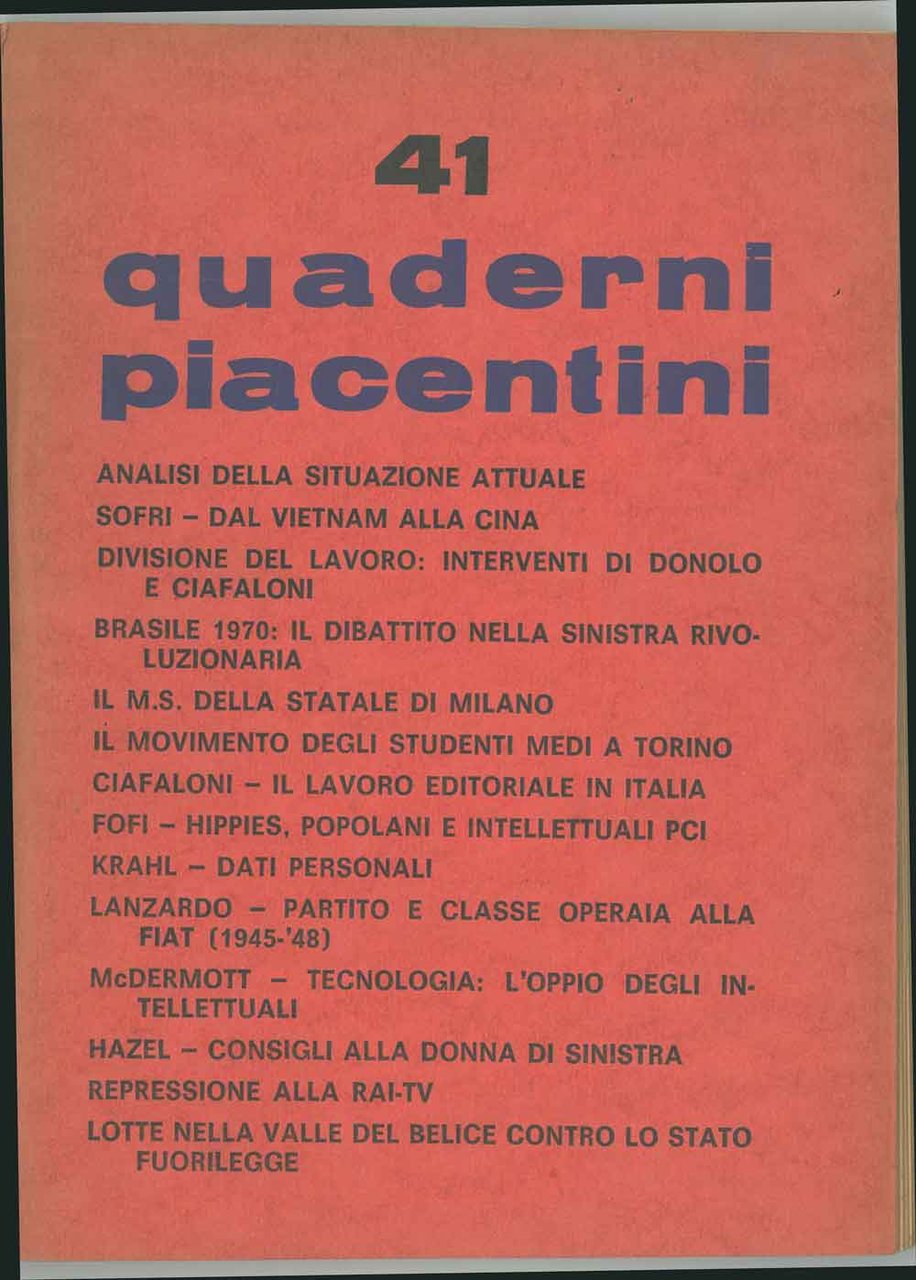 41
quaderni
piacentini
ANALISI DELLA SITUAZIONE ATTUALE
SOFRI – DAL VIETNAM ALLA CINA
DIVISIONE DEL LAVORO: INTERVENTI DI DONOLO
E CIAFALONI
BRASILE 1970: IL DIBATTITO NELLA SINISTRA RIVO-
LUZIONARIA
IL M.S. DELLA STATALE DI MILANO
IL MOVIMENTO DEGLI STUDENTI MEDI A TORINO
CIAFALONI – IL LAVORO EDITORIALE IN ITALIA
FOFI – HIPPIES, POPOLANI E INTELLETTUALI PCI
KRAHL – DATI PERSONALI
LANZARDO – PARTITO E CLASSE OPERAIA ALLA
FIAT (1945-'48)
McDERMOTT – TECNOLOGIA: L'OPPIO DEGLI IN-
TELLETTUALI
HAZEL – CONSIGLI ALLA DONNA DI SINISTRA
REPRESSIONE ALLA RAI-TV
LOTTE NELLA VALLE DEL BELICE CONTRO LO STATO
FUORILEGGE